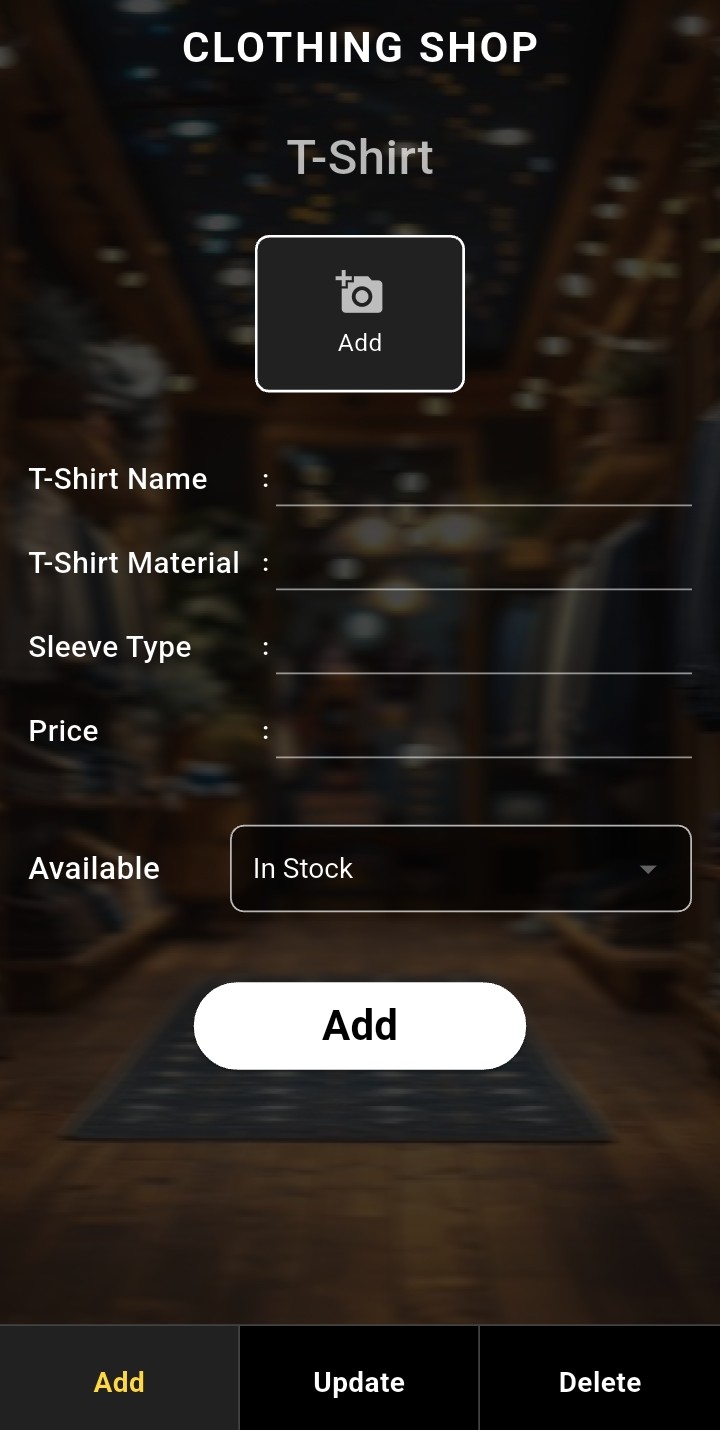 CLOTHING SHOP
T-Shirt
Add
T-Shirt Name :
T-Shirt Material :
Sleeve Type :
Price :
Available In Stock
Add
Add Update Delete